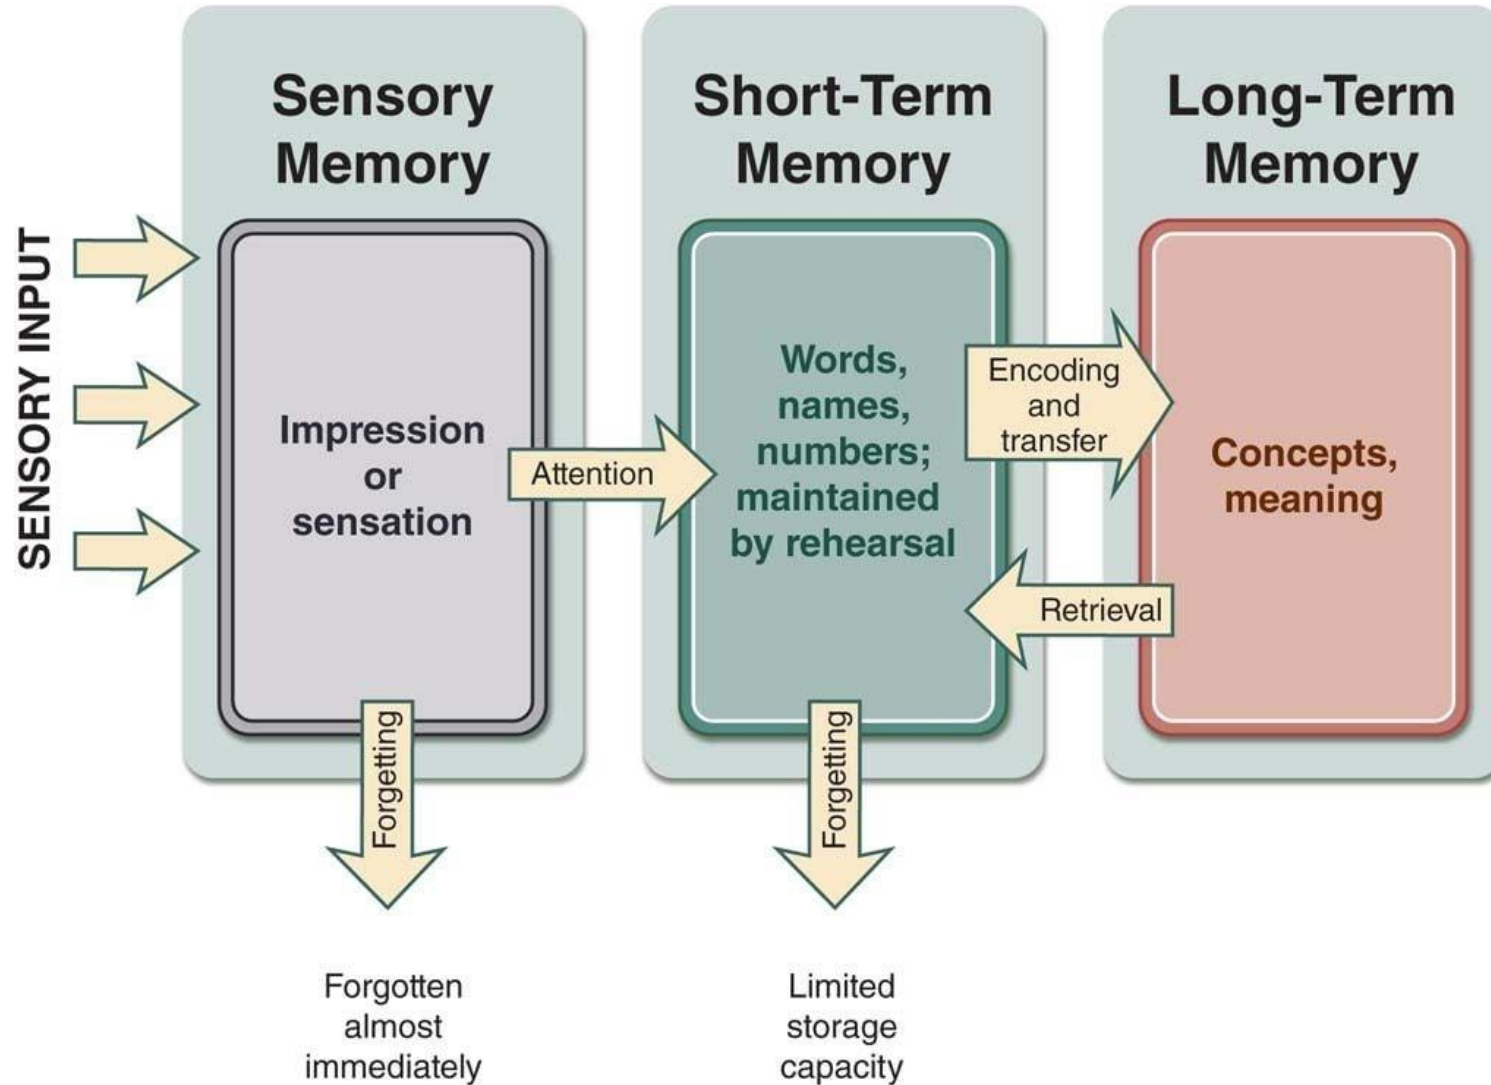 Sensory
Memory
Short-Term
Memory
Long-Term
Memory
SENSORY INPUT
Impression
or
sensation
Attention
Words,
names,
numbers;
maintained
by rehearsal
Encoding
and
transfer
Concepts,
meaning
Retrieval
Forgetting
Forgetting
Forgotten
almost
immediately
Limited
storage
capacity